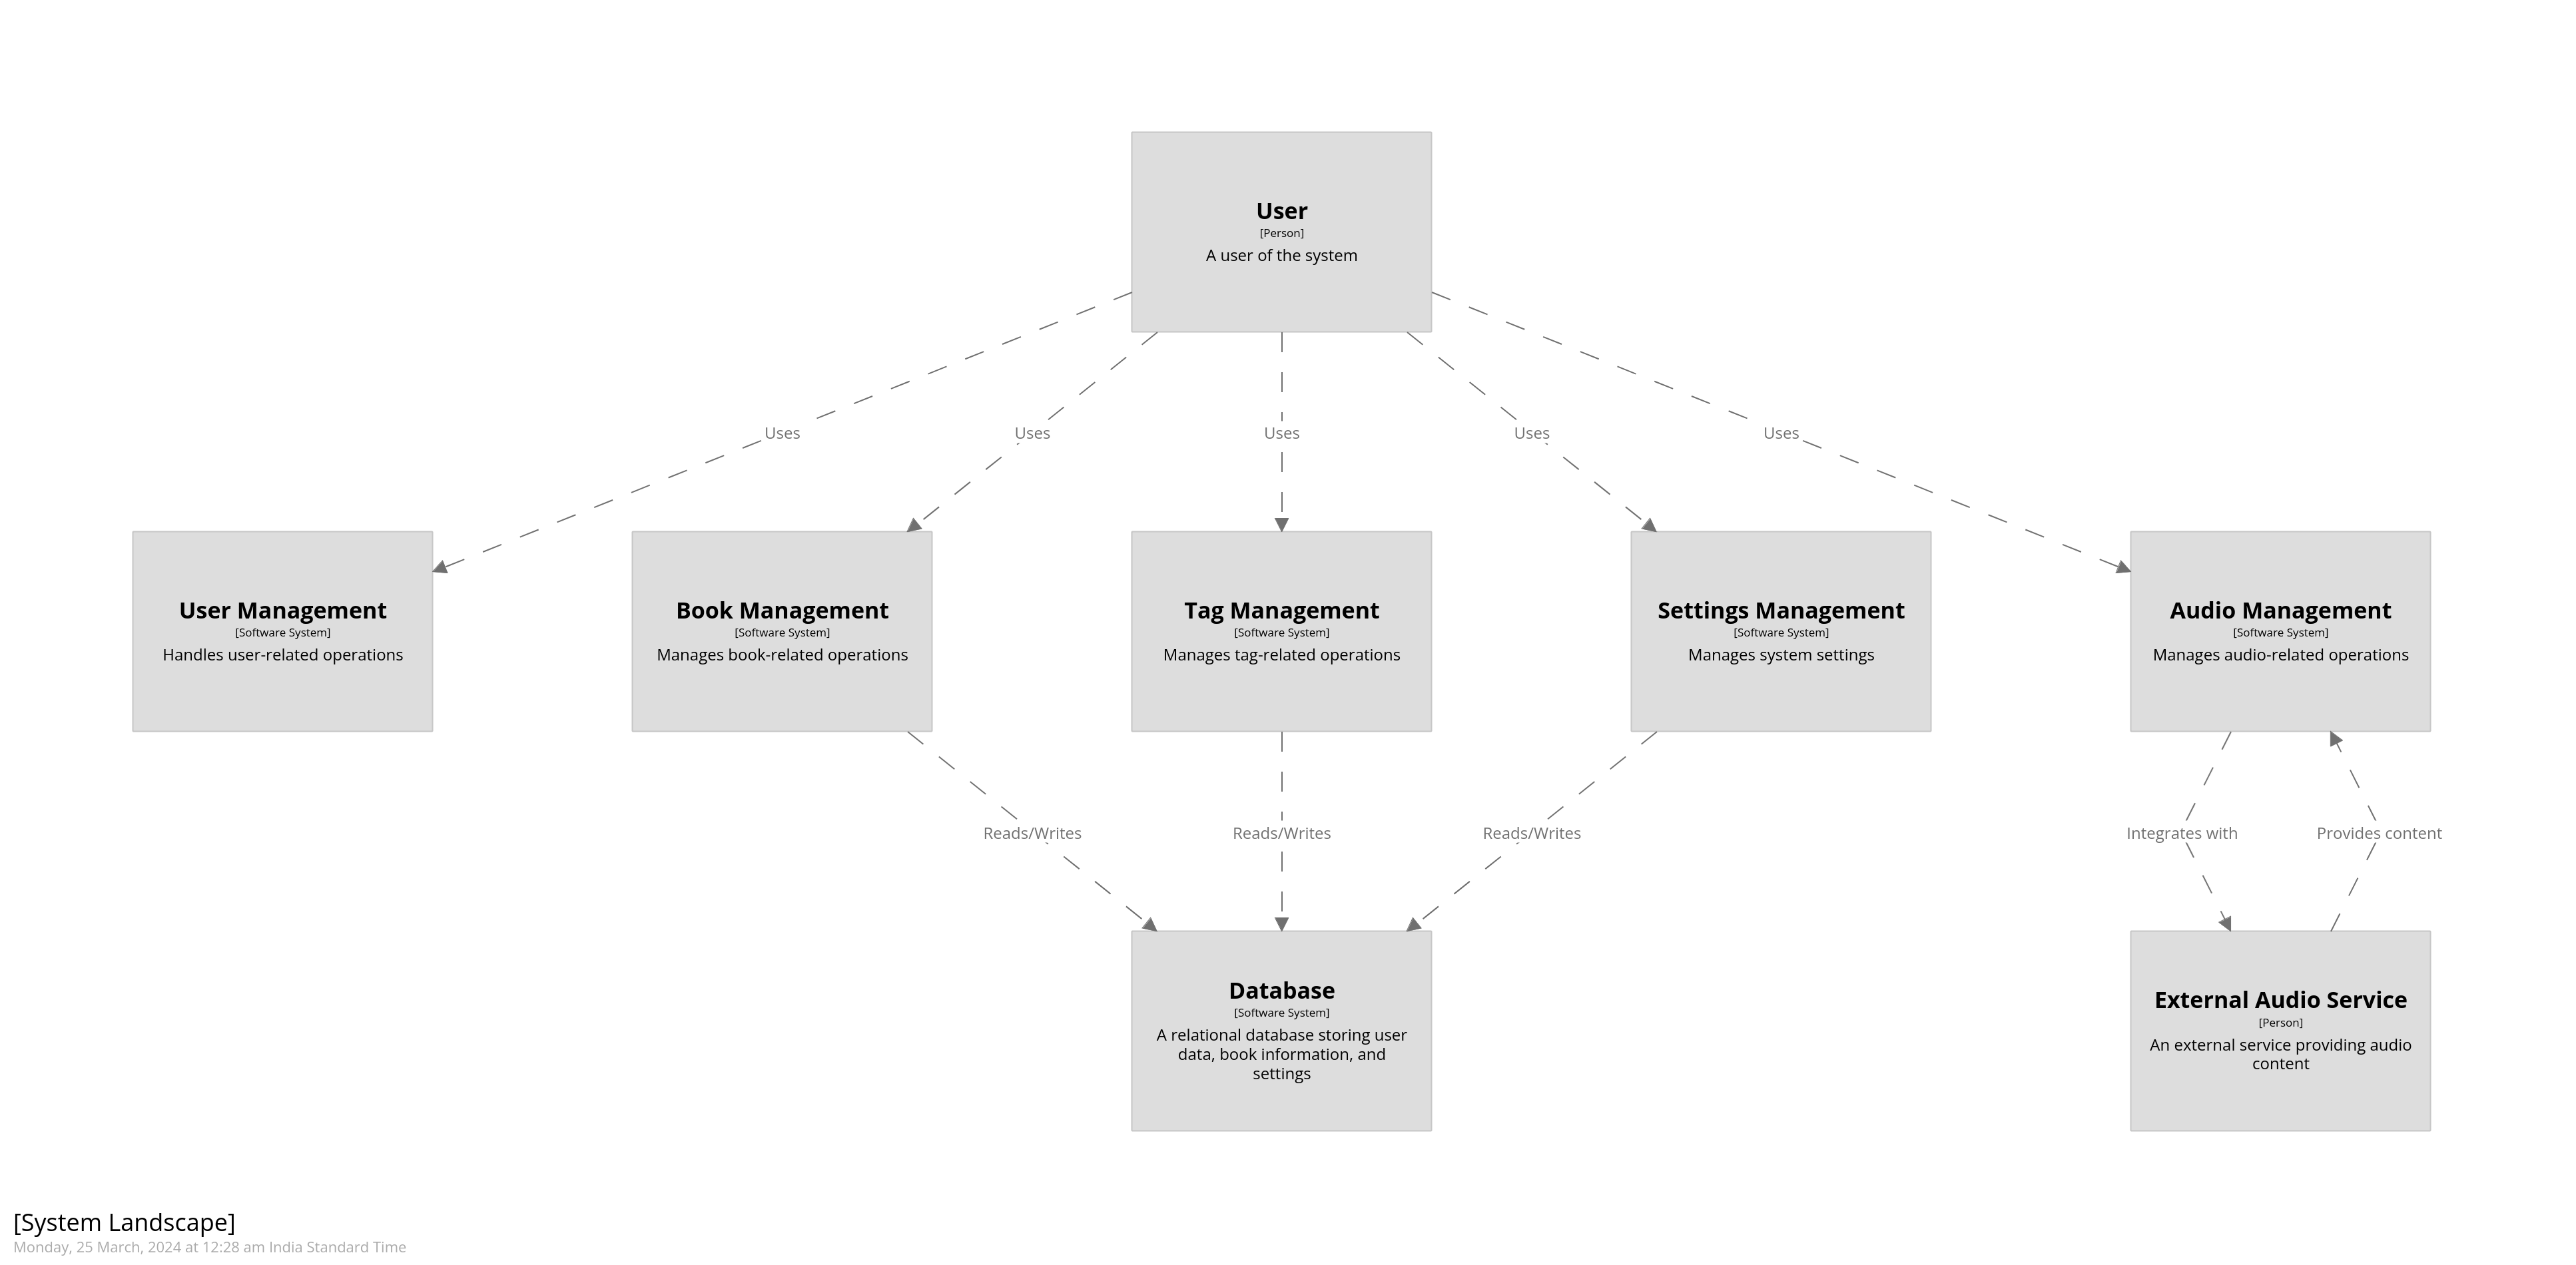 User
[Person]
A user of the system
Uses
Uses
Uses
Uses
Uses
User Management
[Software System]
Handles user-related operations
Book Management
[Software System]
Manages book-related operations
Tag Management
[Software System]
Manages tag-related operations
Settings Management
[Software System]
Manages system settings
Audio Management
[Software System]
Manages audio-related operations
Reads/Writes
Reads/Writes
Reads/Writes
Integrates with
Provides content
Database
[Software System]
A relational database storing user
data, book information, and
settings
External Audio Service
[Person]
An external service providing audio
content
[System Landscape]
Monday, 25 March, 2024 at 12:28 am India Standard Time